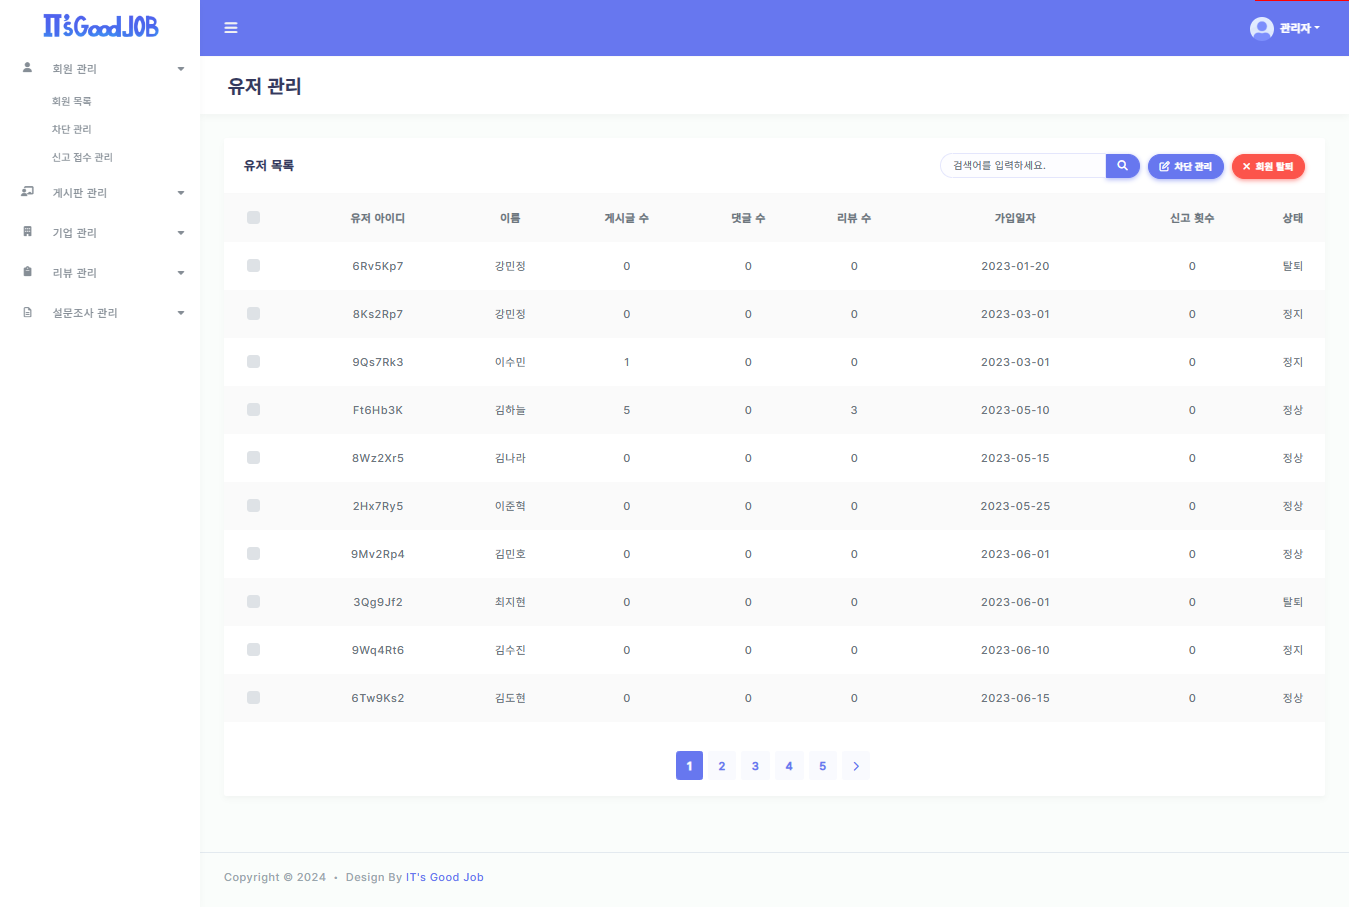 IT'sGoodJOB
관리자
회원 관리
회원 목록
차단 관리
신고 접수 관리
게시판 관리
기업 관리
리뷰 관리
설문조사 관리
유저 관리
유저 목록
검색어를 입력하세요.
차단 관리
회원 탈퇴
유저 아이디 이름 게시글 수 댓글 수 리뷰 수 가입일자 신고 횟수 상태
6Rv5Kp7 강민정 0 0 0 2023-01-20 0 탈퇴
8Ks2Rp7 강민정 0 0 0 2023-03-01 0 정지
9Qs7Rk3 이수민 1 0 0 2023-03-01 0 정지
Ft6Hb3K 김하늘 5 0 3 2023-05-10 0 정상
8Wz2Xr5 김나라 0 0 0 2023-05-15 0 정상
2Hx7Ry5 이준혁 0 0 0 2023-05-25 0 정상
9Mv2Rp4 김민호 0 0 0 2023-06-01 0 정상
3Qg9Jf2 최지현 0 0 0 2023-06-01 0 탈퇴
9Wq4Rt6 김수진 0 0 0 2023-06-10 0 정지
6Tw9Ks2 김도현 0 0 0 2023-06-15 0 정상
1 2 3 4 5
Copyright © 2024 • Design By IT's Good Job